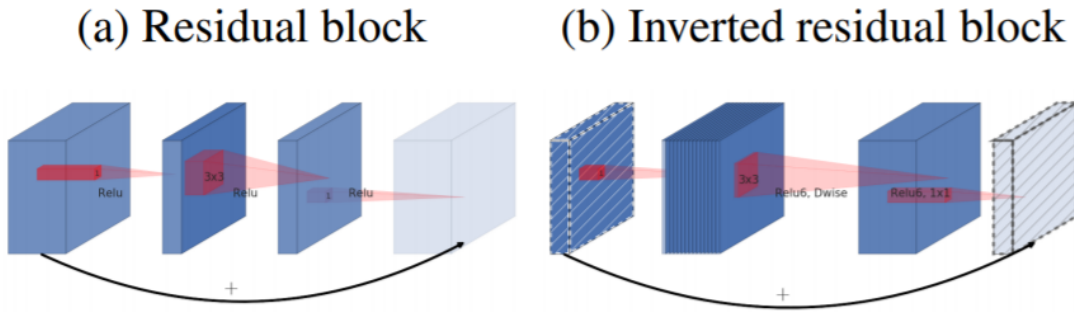 (a) Residual block
(b) Inverted residual block
1
Relu
3x3
Relu
1
Relu
+
1
3x3
Relu6, Dwise
Relu6, 1x1
+